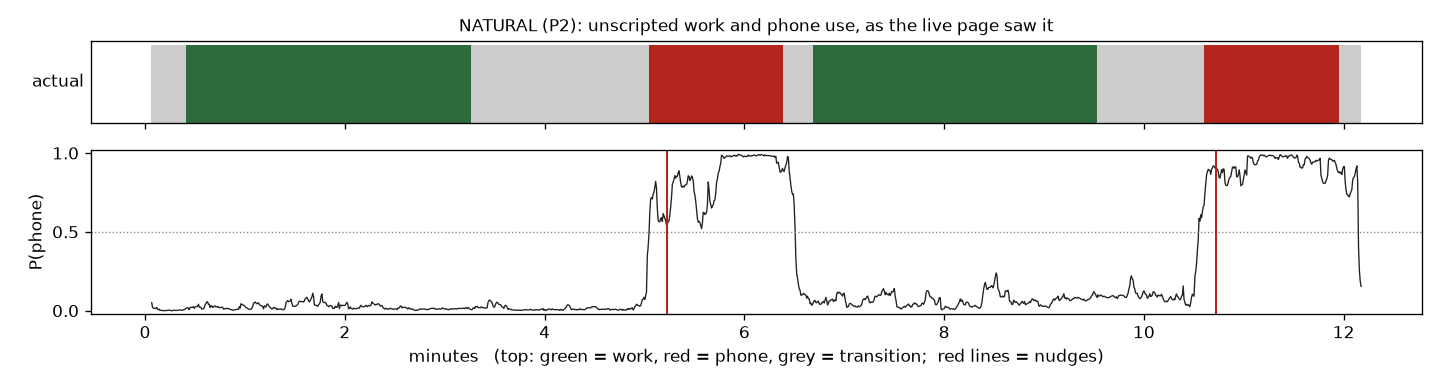 NATURAL (P2): unscripted work and phone use, as the live page saw it
actual
1.0
0.5
0.0
P(phone)
0 2 4 6 8 10 12
minutes (top: green = work, red = phone, grey = transition; red lines = nudges)